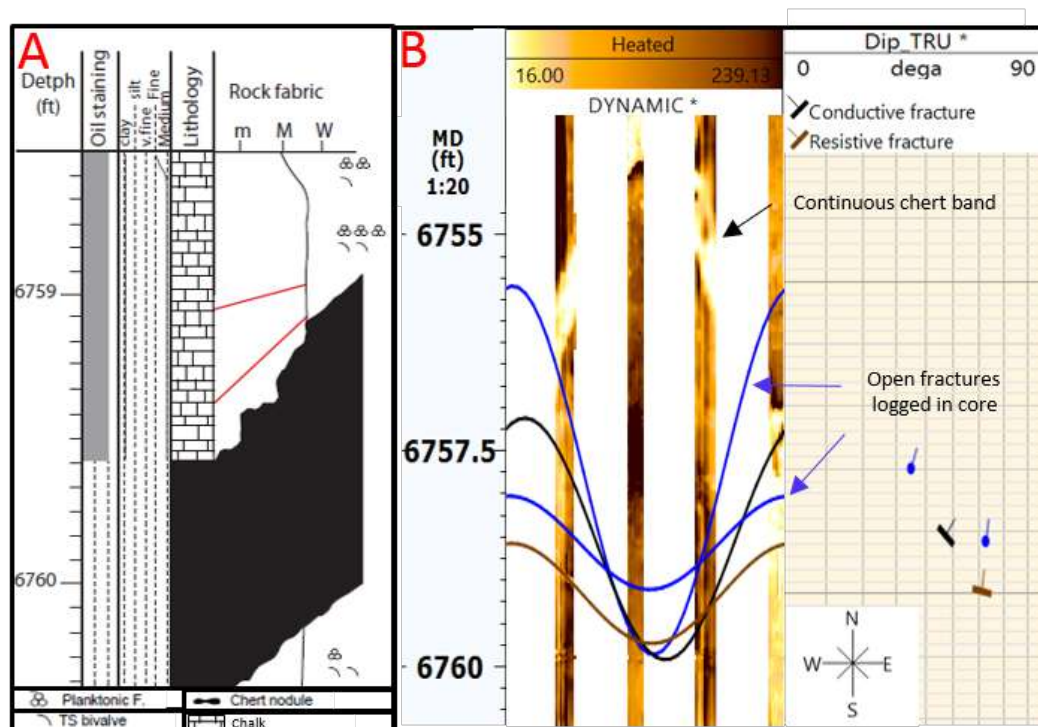 A
Detpth
(ft)
Oil staining
clay
silt
v.fine
Fine
Medium
Lithology
Rock fabric
m M W
6759
6760
Planktonic F.
Chert nodule
TS bivalve
Chalk
B
MD
(ft)
1:20
6755
6757.5
6760
Heated
16.00 239.13
DYNAMIC *
Dip_TRU *
0 dega 90
Conductive fracture
Resistive fracture
Continuous chert band
Open fractures
logged in core
N
W E
S